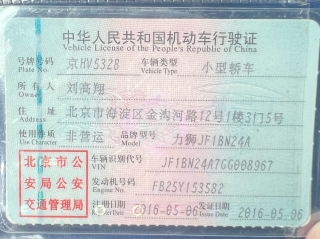 中华人民共和国机动车行驶证
Vehicle License of the People's Republic of China
号牌号码 京HV5328 车辆类型 小型轿车
Plate No. Vehicle Type
所有人 刘高翔
Owner
住址 北京市海淀区金沟河路12号1楼3门5号
Address
使用性质 非营运 品牌型号 力狮JF1BN24A
Use Character Model
北京市公
安局公安
交通管理局
车辆识别代号 JF1BN24A7GG008967
VIN
发动机号码 FB25Y153582
Engine No.
注册日期 2016-05-06 发证日期 2016-05-06
Register Date Issue Date